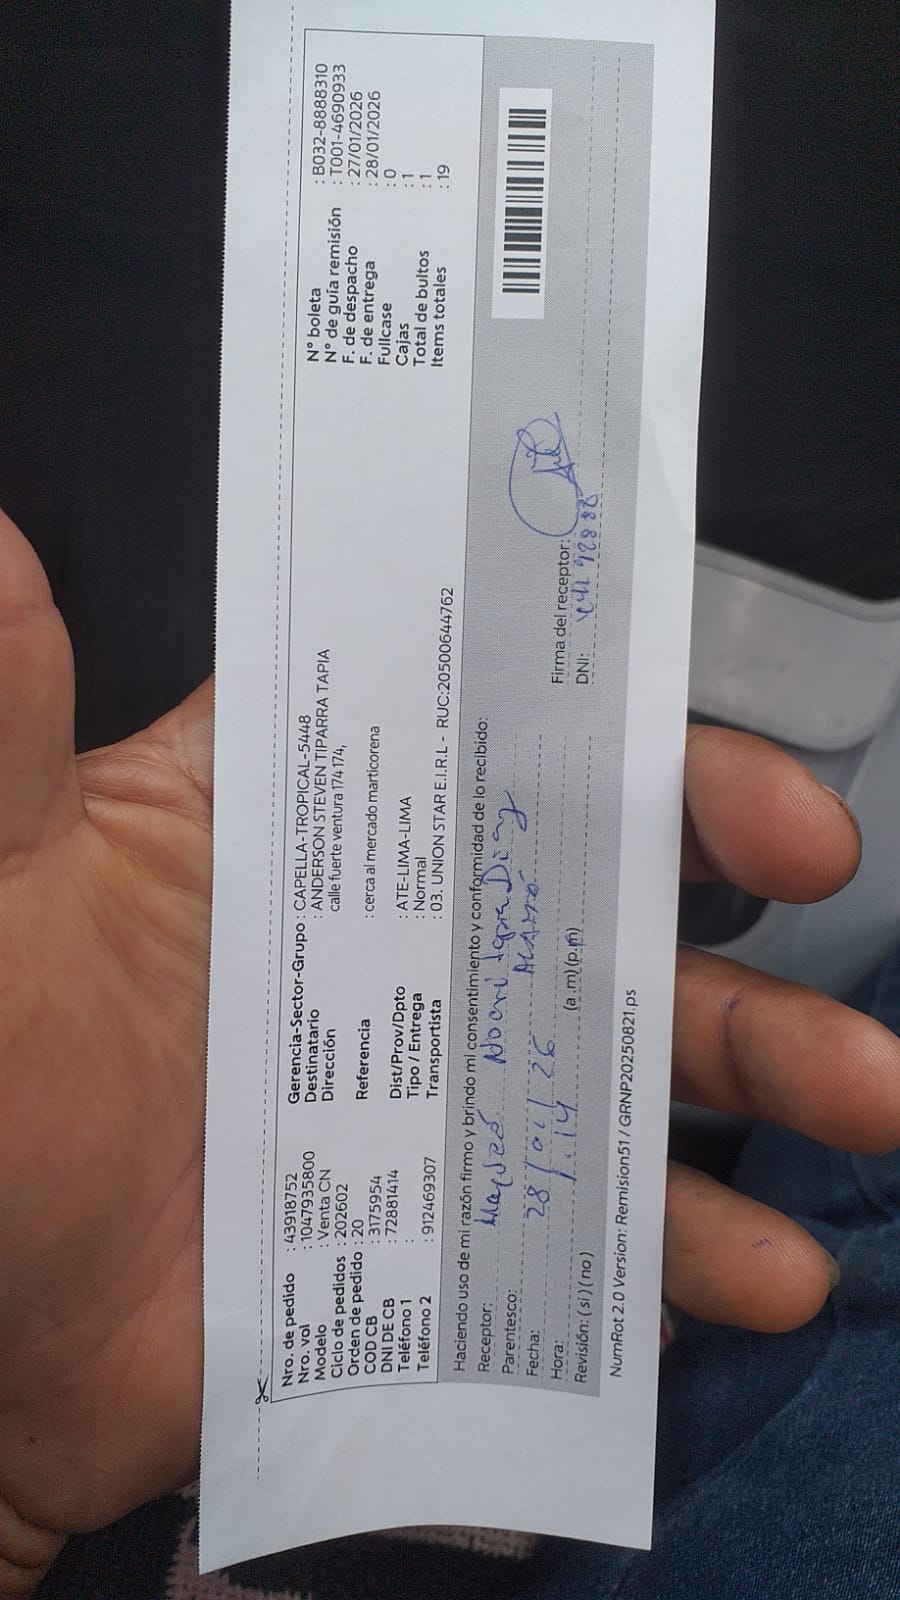 Nro. de pedido : 43918752
Nro. vol : 1047935800
Modelo : Venta CN
Ciclo de pedidos : 202602
Orden de pedido : 20
COD CB : 3175954
DNI DE CB : 72881414
Teléfono 1 :
Teléfono 2 : 912469307
Gerencia-Sector-Grupo : CAPELLA-TROPICAL-5448
Destinatario : ANDERSON STEVEN TIPARRA TAPIA
Dirección calle fuerte ventura 174 174,
Referencia : cerca al mercado marticorena
Dist/Prov/Dpto : ATE-LIMA-LIMA
Tipo / Entrega : Normal
Transportista : 03. UNION STAR E.I.R.L - RUC:20500644762
N° boleta : B032-8888310
N° de guía remisión : T001-4690933
F. de despacho : 27/01/2026
F. de entrega : 28/01/2026
Fullcase : 0
Cajas : 1
Total de bultos : 1
Items totales : 19
Haciendo uso de mi razón firmo y brindo mi consentimiento y conformidad de lo recibido:
Receptor:
Parentesco:
Fecha: 28/01/26
Hora: 1:14 (a.m)(p.m)
Revisión: (si) (no)
Firma del receptor:
DNI:
NumRot 2.0 Version: Remision51 / GRNP20250821.ps